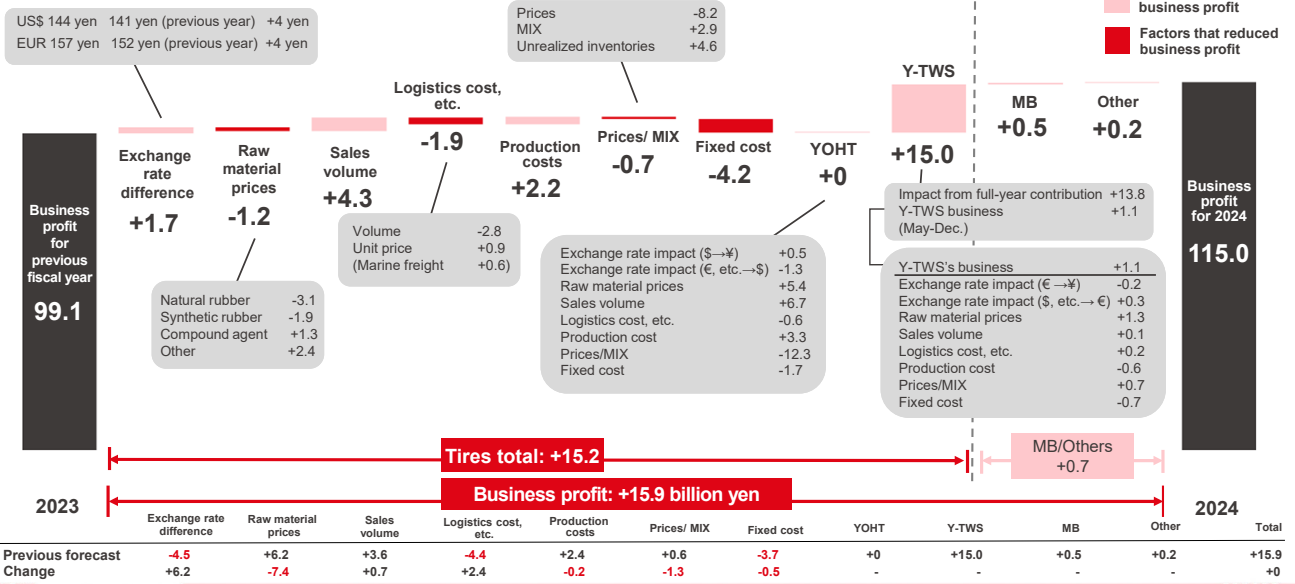 US$ 144 yen 141 yen (previous year) +4 yen
EUR 157 yen 152 yen (previous year) +4 yen
Prices -8.2
MIX +2.9
Unrealized inventories +4.6
business profit
Factors that reduced
business profit
Business
profit
for
previous
fiscal year
99.1
Exchange
rate
difference
+1.7
Raw
material
prices
-1.2
Sales
volume
+4.3
Logistics cost,
etc.
-1.9
Production
costs
+2.2
Prices/ MIX
-0.7
Fixed cost
-4.2
YOHT
+0
Y-TWS
+15.0
MB
+0.5
Other
+0.2
Business
profit
for 2024
115.0
Natural rubber -3.1
Synthetic rubber -1.9
Compound agent +1.3
Other +2.4
Volume -2.8
Unit price +0.9
(Marine freight +0.6)
Exchange rate impact ($→¥) +0.5
Exchange rate impact (€, etc.→$) -1.3
Raw material prices +5.4
Sales volume +6.7
Logistics cost, etc. -0.6
Production cost +3.3
Prices/MIX -12.3
Fixed cost -1.7
Impact from full-year contribution +13.8
Y-TWS business +1.1
(May-Dec.)
Y-TWS's business +1.1
Exchange rate impact (€ →¥) -0.2
Exchange rate impact ($, etc.→ €) +0.3
Raw material prices +1.3
Sales volume +0.1
Logistics cost, etc. +0.2
Production cost -0.6
Prices/MIX +0.7
Fixed cost -0.7
Tires total: +15.2
MB/Others
+0.7
Business profit: +15.9 billion yen
2023
2024
Exchange rate difference Raw material prices Sales volume Logistics cost, etc. Production costs Prices/ MIX Fixed cost YOHT Y-TWS MB Other Total
Previous forecast -4.5 +6.2 +3.6 -4.4 +2.4 +0.6 -3.7 +0 +15.0 +0.5 +0.2 +15.9
Change +6.2 -7.4 +0.7 +2.4 -0.2 -1.3 -0.5 - - - - +0